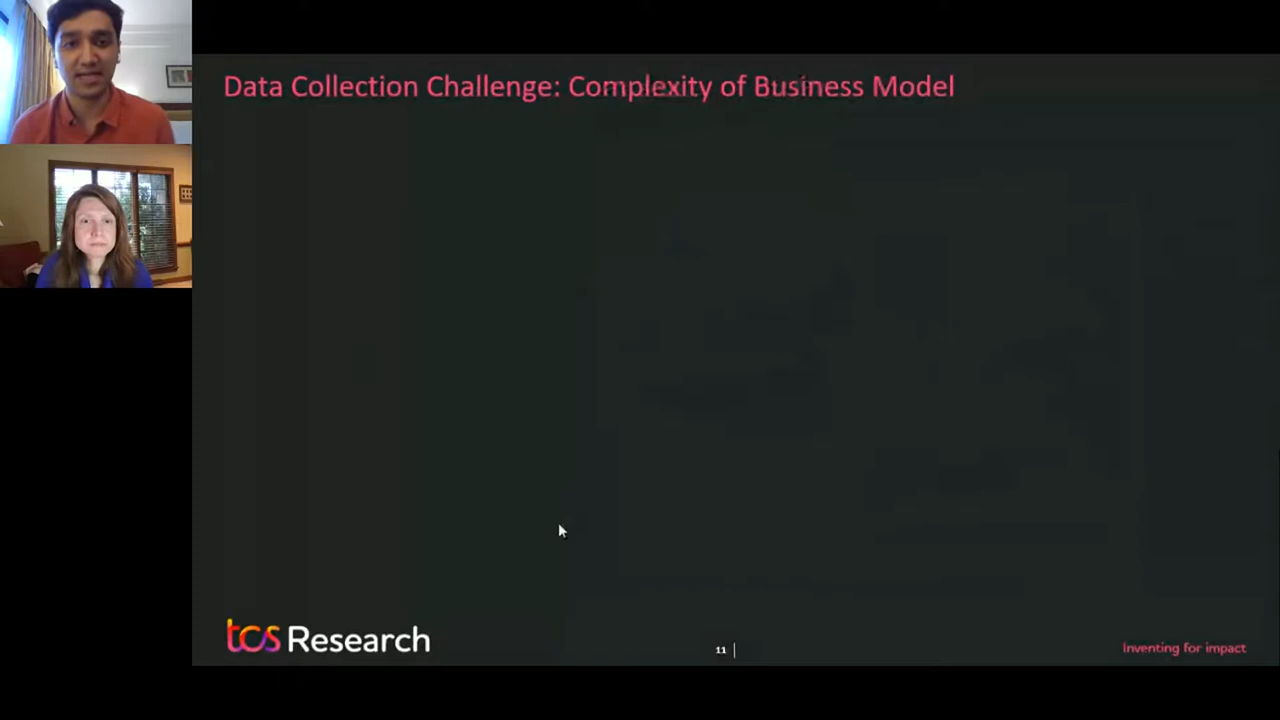 Data Collection Challenge: Complexity of Business Model
tcs Research
11
Inventing for impact